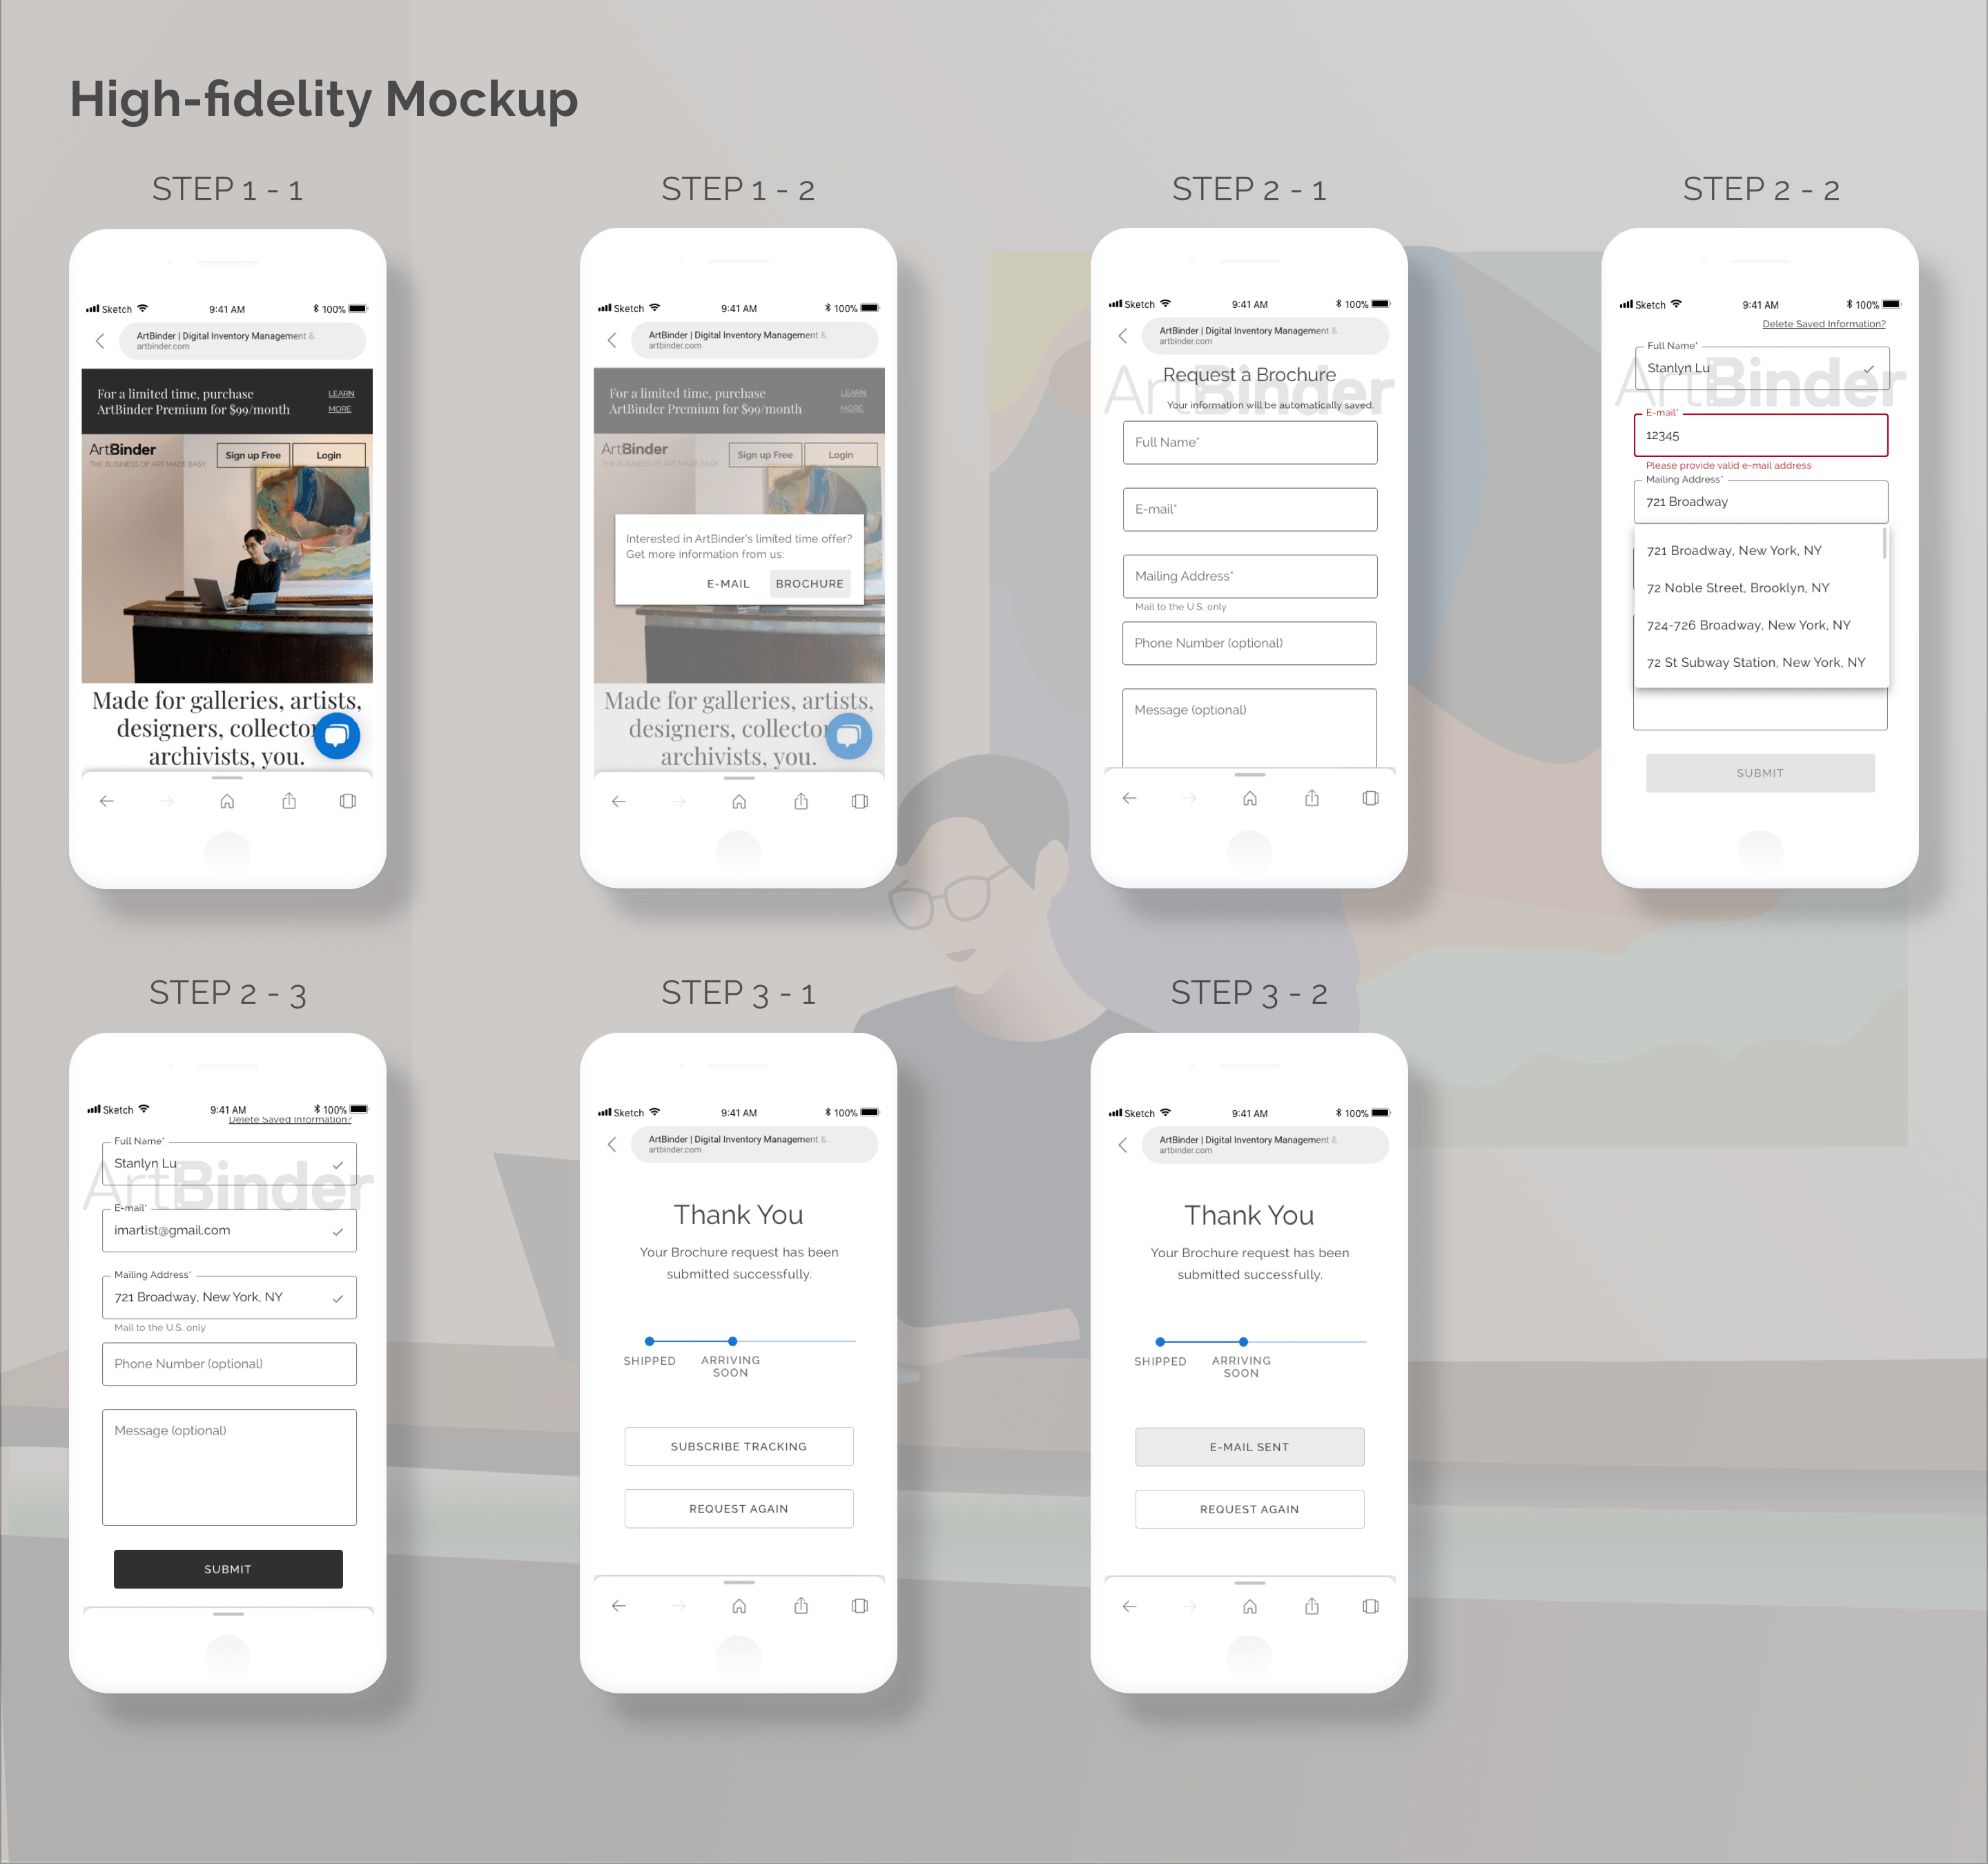 High-fidelity Mockup
STEP 1 - 1
Sketch 9:41 AM 100%
ArtBinder | Digital Inventory Management &
artbinder.com
For a limited time, purchase
ArtBinder Premium for $99/month
LEARN
MORE
ArtBinder
THE BUSINESS OF ART MADE EASY
Sign up Free
Login
Made for galleries, artists,
designers, collector
archivists, you.
STEP 1 - 2
Sketch 9:41 AM 100%
ArtBinder | Digital Inventory Management &
artbinder.com
For a limited time, purchase
ArtBinder Premium for $99/month
LEARN
MORE
ArtBinder
THE BUSINESS OF ART MADE EASY
Sign up Free
Login
Interested in ArtBinder's limited time offer?
Get more information from us:
E-MAIL BROCHURE
Made for galleries, artists,
designers, collector
archivists, you.
STEP 2 - 1
Sketch 9:41 AM 100%
ArtBinder | Digital Inventory Management &
artbinder.com
ArtBinder
Request a Brochure
Your information will be automatically saved.
Full Name*
E-mail*
Mailing Address*
Mail to the U.S. only
Phone Number (optional)
Message (optional)
STEP 2 - 2
Sketch 9:41 AM 100%
Delete Saved Information?
ArtBinder
Full Name*
Stanlyn Lu
E-mail*
12345
Please provide valid e-mail address
Mailing Address*
721 Broadway
721 Broadway, New York, NY
72 Noble Street, Brooklyn, NY
724-726 Broadway, New York, NY
72 St Subway Station, New York, NY
SUBMIT
STEP 2 - 3
Sketch 9:41 AM 100%
Delete Saved Information?
ArtBinder
Full Name*
Stanlyn Lu
E-mail*
imartist@gmail.com
Mailing Address*
721 Broadway, New York, NY
Mail to the U.S. only
Phone Number (optional)
Message (optional)
SUBMIT
STEP 3 - 1
Sketch 9:41 AM 100%
ArtBinder | Digital Inventory Management &
artbinder.com
Thank You
Your Brochure request has been
submitted successfully.
SHIPPED
ARRIVING
SOON
SUBSCRIBE TRACKING
REQUEST AGAIN
STEP 3 - 2
Sketch 9:41 AM 100%
ArtBinder | Digital Inventory Management &
artbinder.com
Thank You
Your Brochure request has been
submitted successfully.
SHIPPED
ARRIVING
SOON
E-MAIL SENT
REQUEST AGAIN